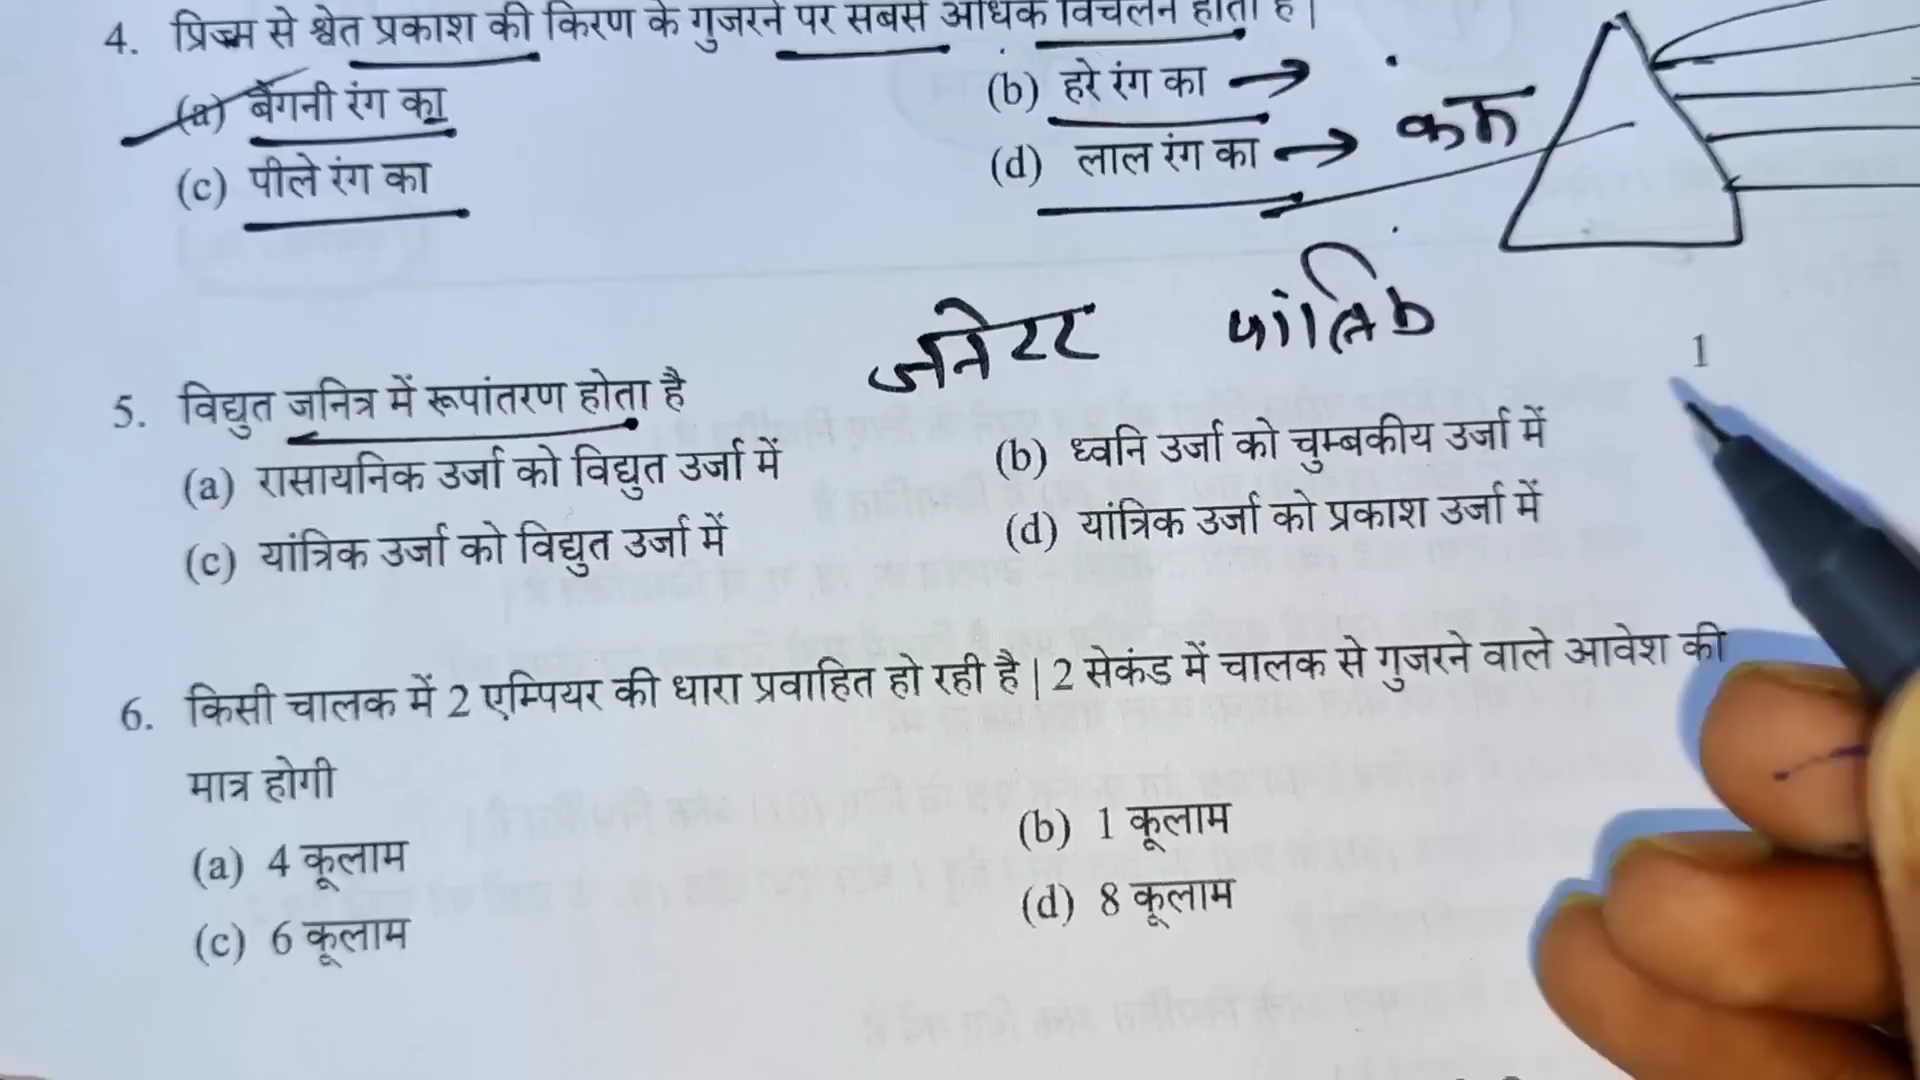 4. प्रिज्म से श्वेत प्रकाश की किरण के गुजरने पर सबसे अधिक विचलन होता है |
(a) बैगनी रंग का
(b) हरे रंग का
(c) पीले रंग का
(d) लाल रंग का
कम
जनेरटर
5. विद्युत जनित्र में रूपांतरण होता है
1
(a) रासायनिक उर्जा को विद्युत उर्जा में
(b) ध्वनि उर्जा को चुम्बकीय उर्जा में
(c) यांत्रिक उर्जा को विद्युत उर्जा में
(d) यांत्रिक उर्जा को प्रकाश उर्जा में
6. किसी चालक में 2 एम्पियर की धारा प्रवाहित हो रही है | 2 सेकंड में चालक से गुजरने वाले आवेश की
मात्र होगी
(a) 4 कूलाम
(b) 1 कूलाम
(c) 6 कूलाम
(d) 8 कूलाम